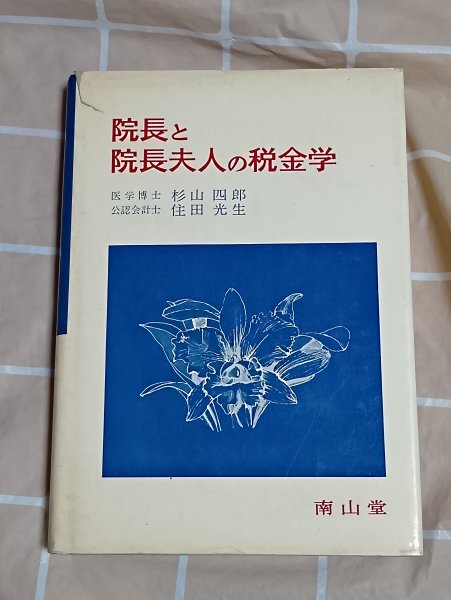 院長と
院長夫人の税金学
医学博士 杉山四郎
公認会計士 住田光生
南山堂